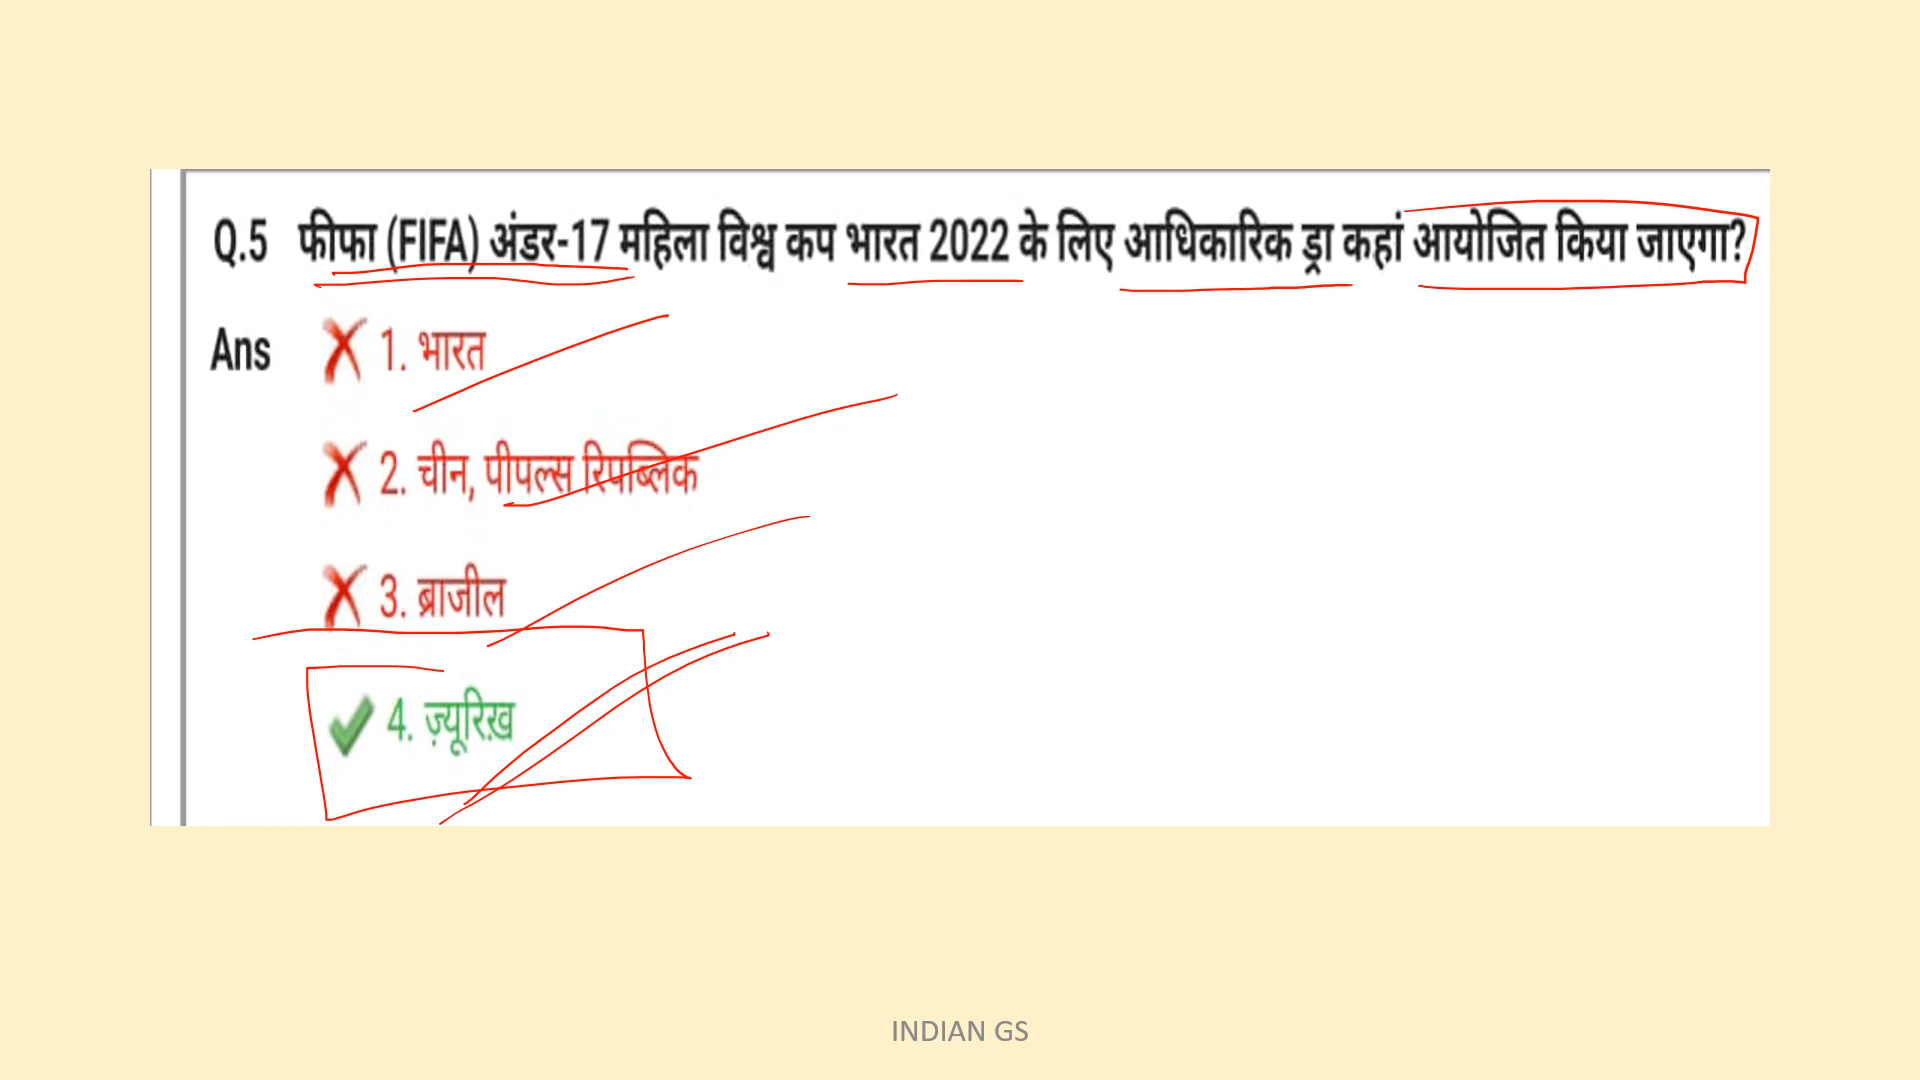 Q.5 फीफा (FIFA) अंडर-17 महिला विश्व कप भारत 2022 के लिए आधिकारिक ड्रा कहां आयोजित किया जाएगा?
Ans 1. भारत
2. चीन, पीपल्स रिपब्लिक
3. ब्राजील
4. ज़्यूरिख़
INDIAN GS